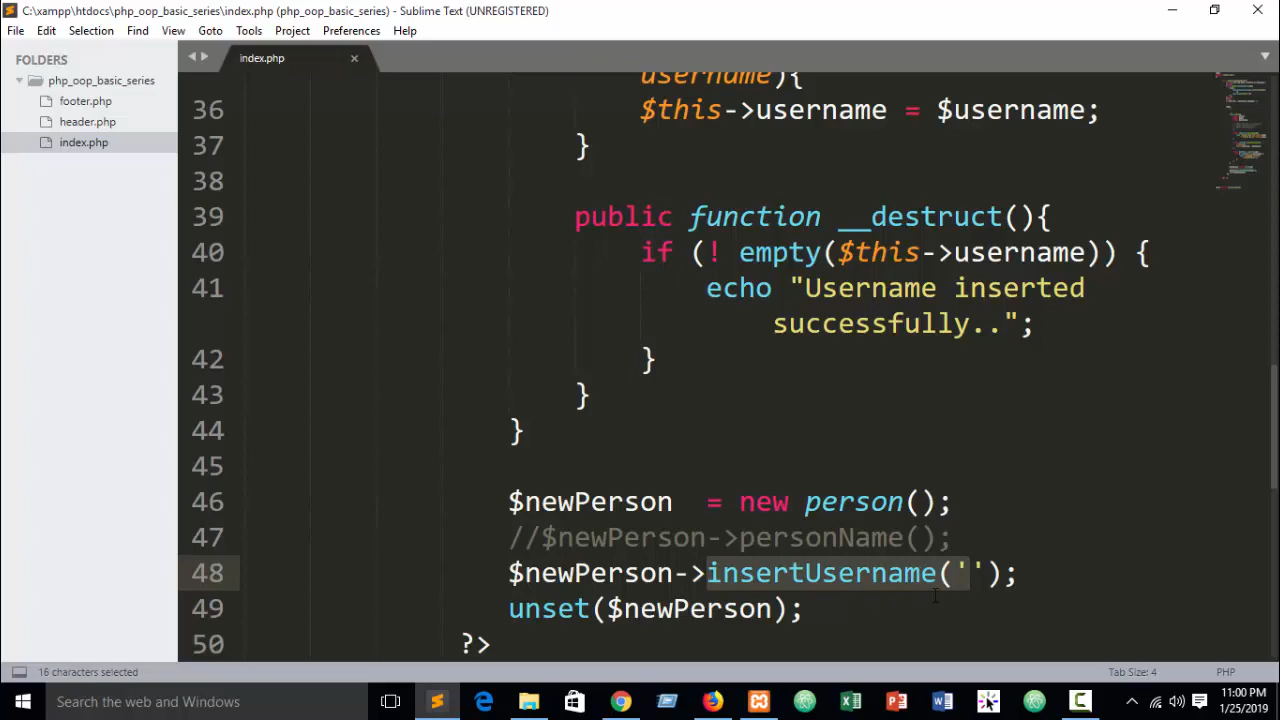 C:\xampp\htdocs\php_oop_basic_series\index.php (php_oop_basic_series) - Sublime Text (UNREGISTERED)
File Edit Selection Find View Goto Tools Project Preferences Help
FOLDERS
php_oop_basic_series
footer.php
header.php
index.php
index.php
username){
36 $this->username = $username;
37 }
38
39 public function __destruct(){
40 if (! empty($this->username)) {
41 echo "Username inserted
successfully..";
42 }
43 }
44 }
45
46 $newPerson  = new person();
47 //$newPerson->personName();
48 $newPerson->insertUsername('');
49 unset($newPerson);
50 ?>
16 characters selected
Tab Size: 4
PHP
Search the web and Windows
11:00 PM
1/25/2019